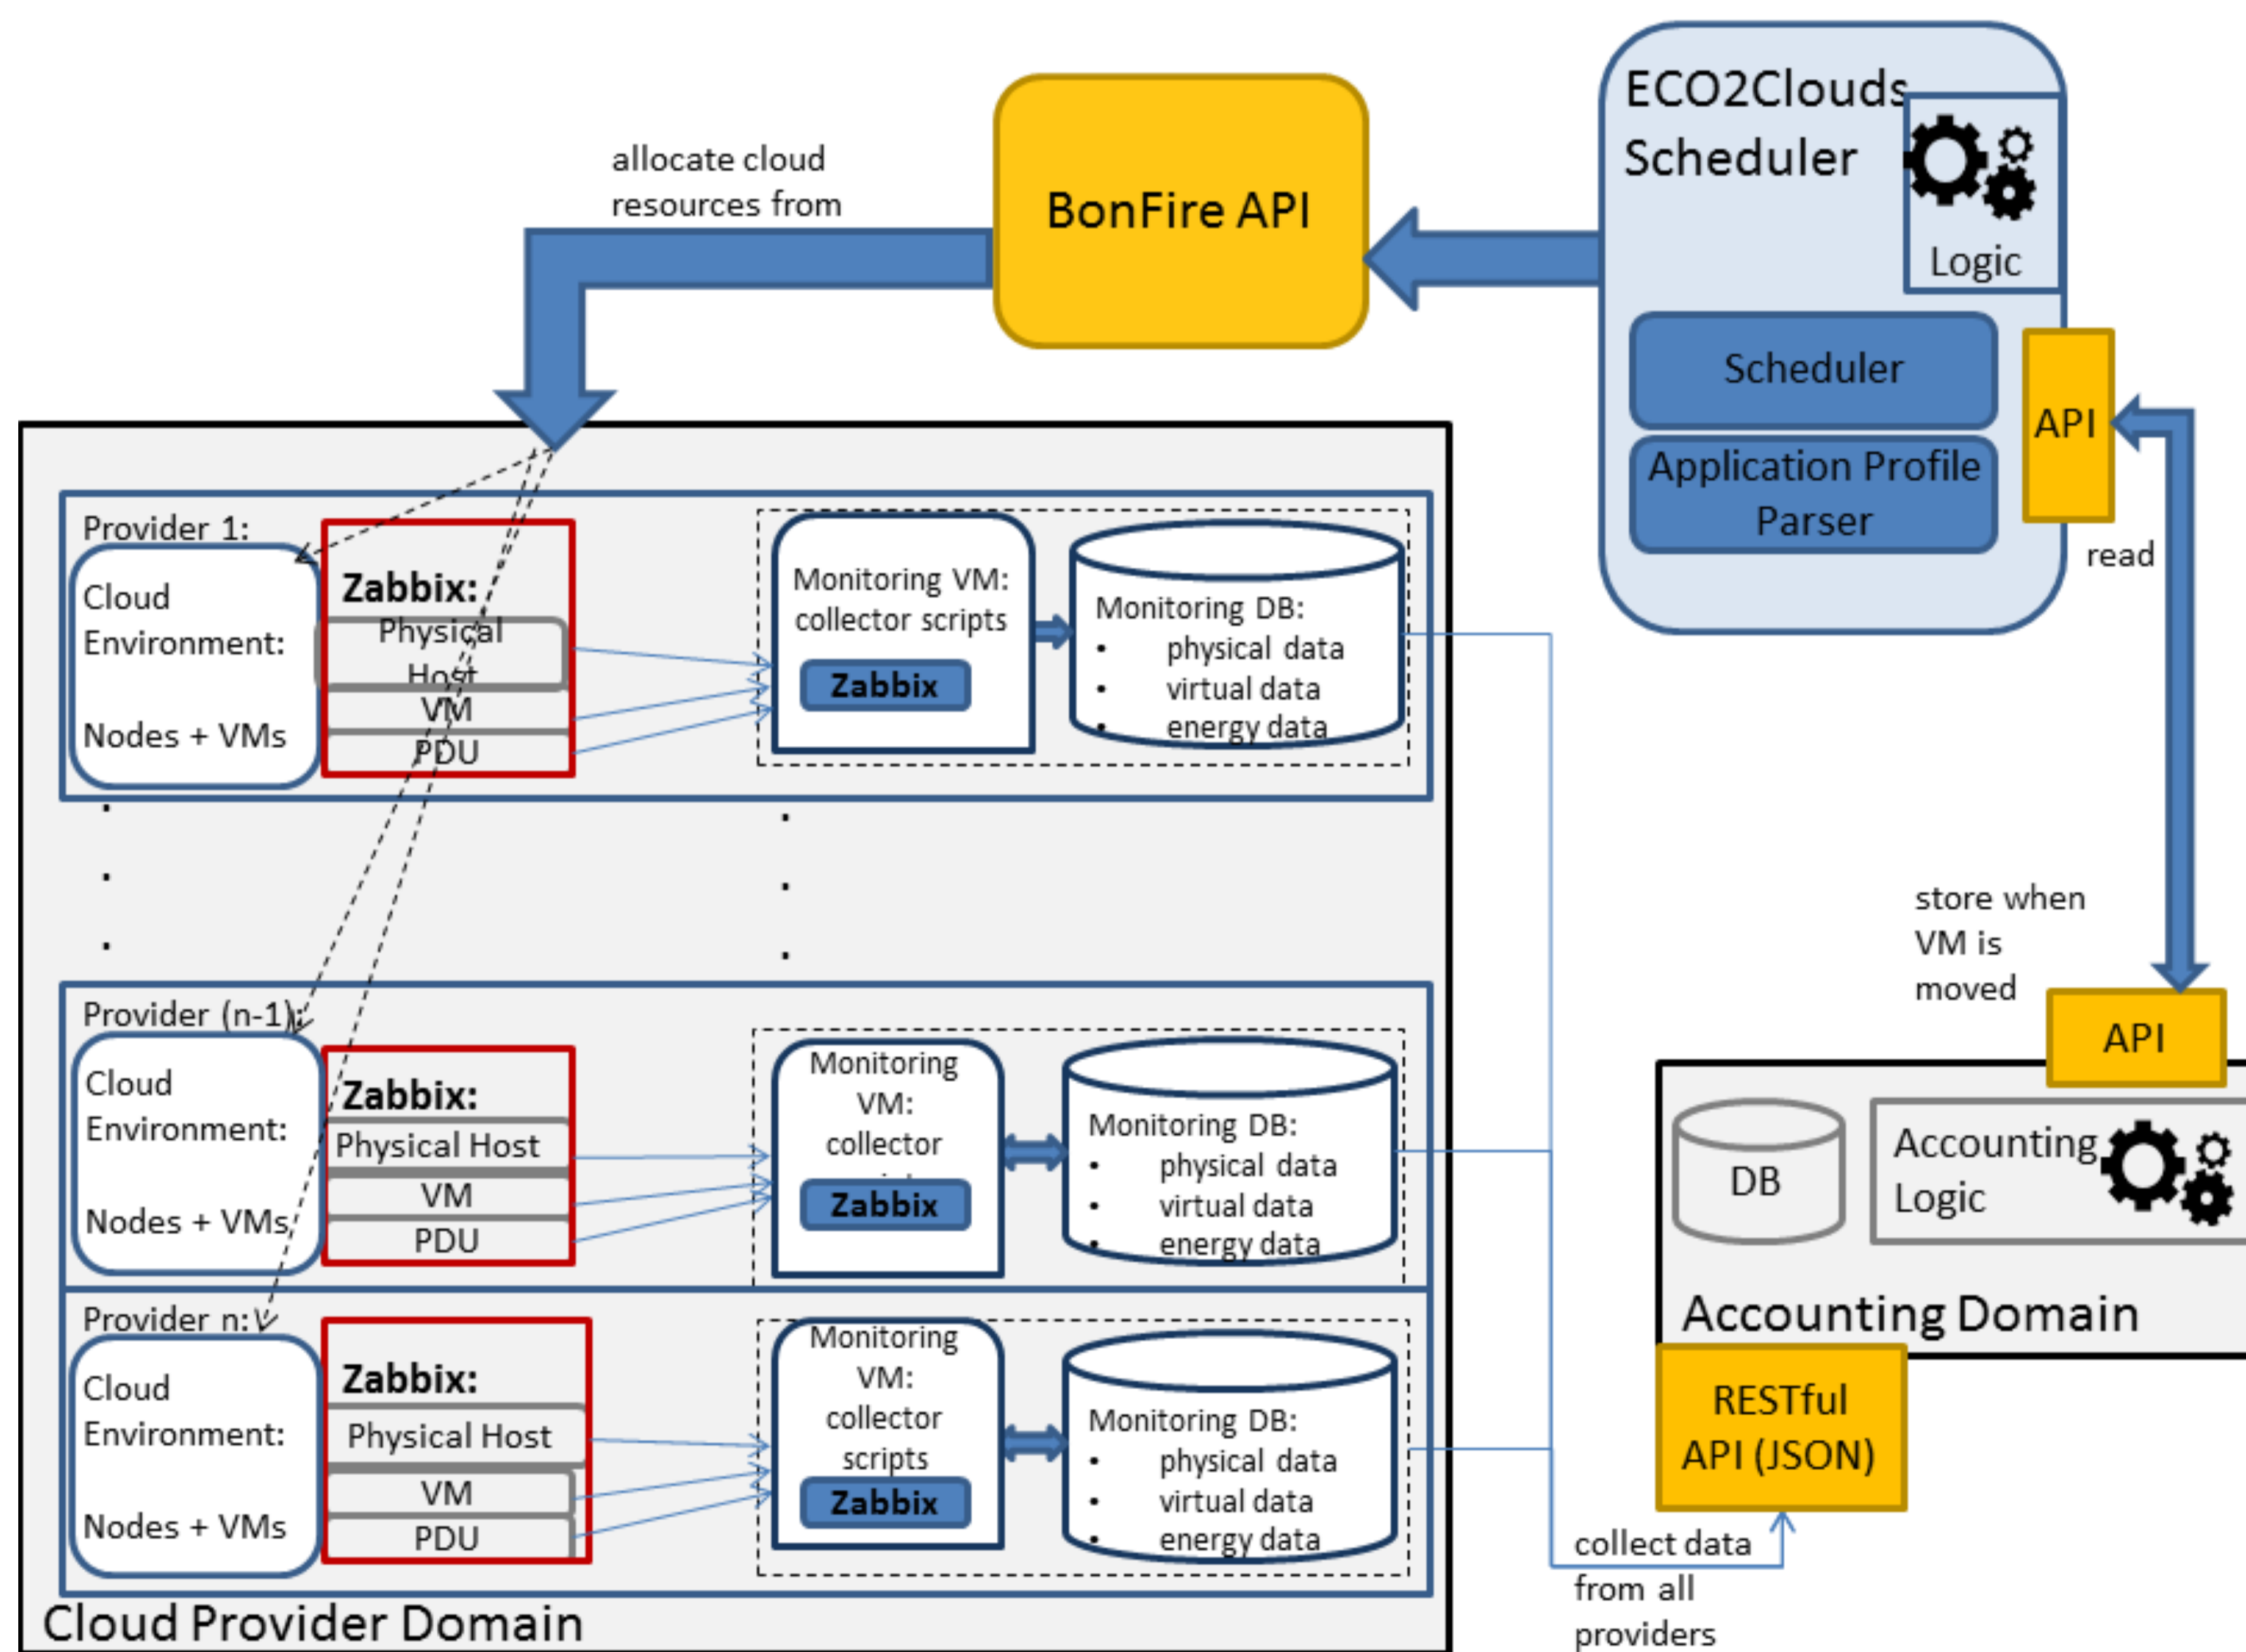 allocate cloud
resources from
BonFire API
ECO2Clouds
Scheduler
Logic
Scheduler
Application Profile
Parser
API
read
Provider 1:
Cloud
Environment:
Nodes + VMs
Zabbix:
Physical
Host
VM
PDU
Monitoring VM:
collector scripts
Zabbix
Monitoring DB:
• physical data
• virtual data
• energy data
Provider (n-1):
Cloud
Environment:
Nodes + VMs
Zabbix:
Physical Host
VM
PDU
Monitoring
VM:
collector
Zabbix
Monitoring DB:
• physical data
• virtual data
• energy data
Provider n:
Cloud
Environment:
Nodes + VMs
Zabbix:
Physical Host
VM
PDU
Monitoring
VM:
collector
scripts
Zabbix
Monitoring DB:
• physical data
• virtual data
• energy data
Cloud Provider Domain
store when
VM is
moved
API
DB
Accounting
Logic
Accounting Domain
RESTful
API (JSON)
collect data
from all
providers